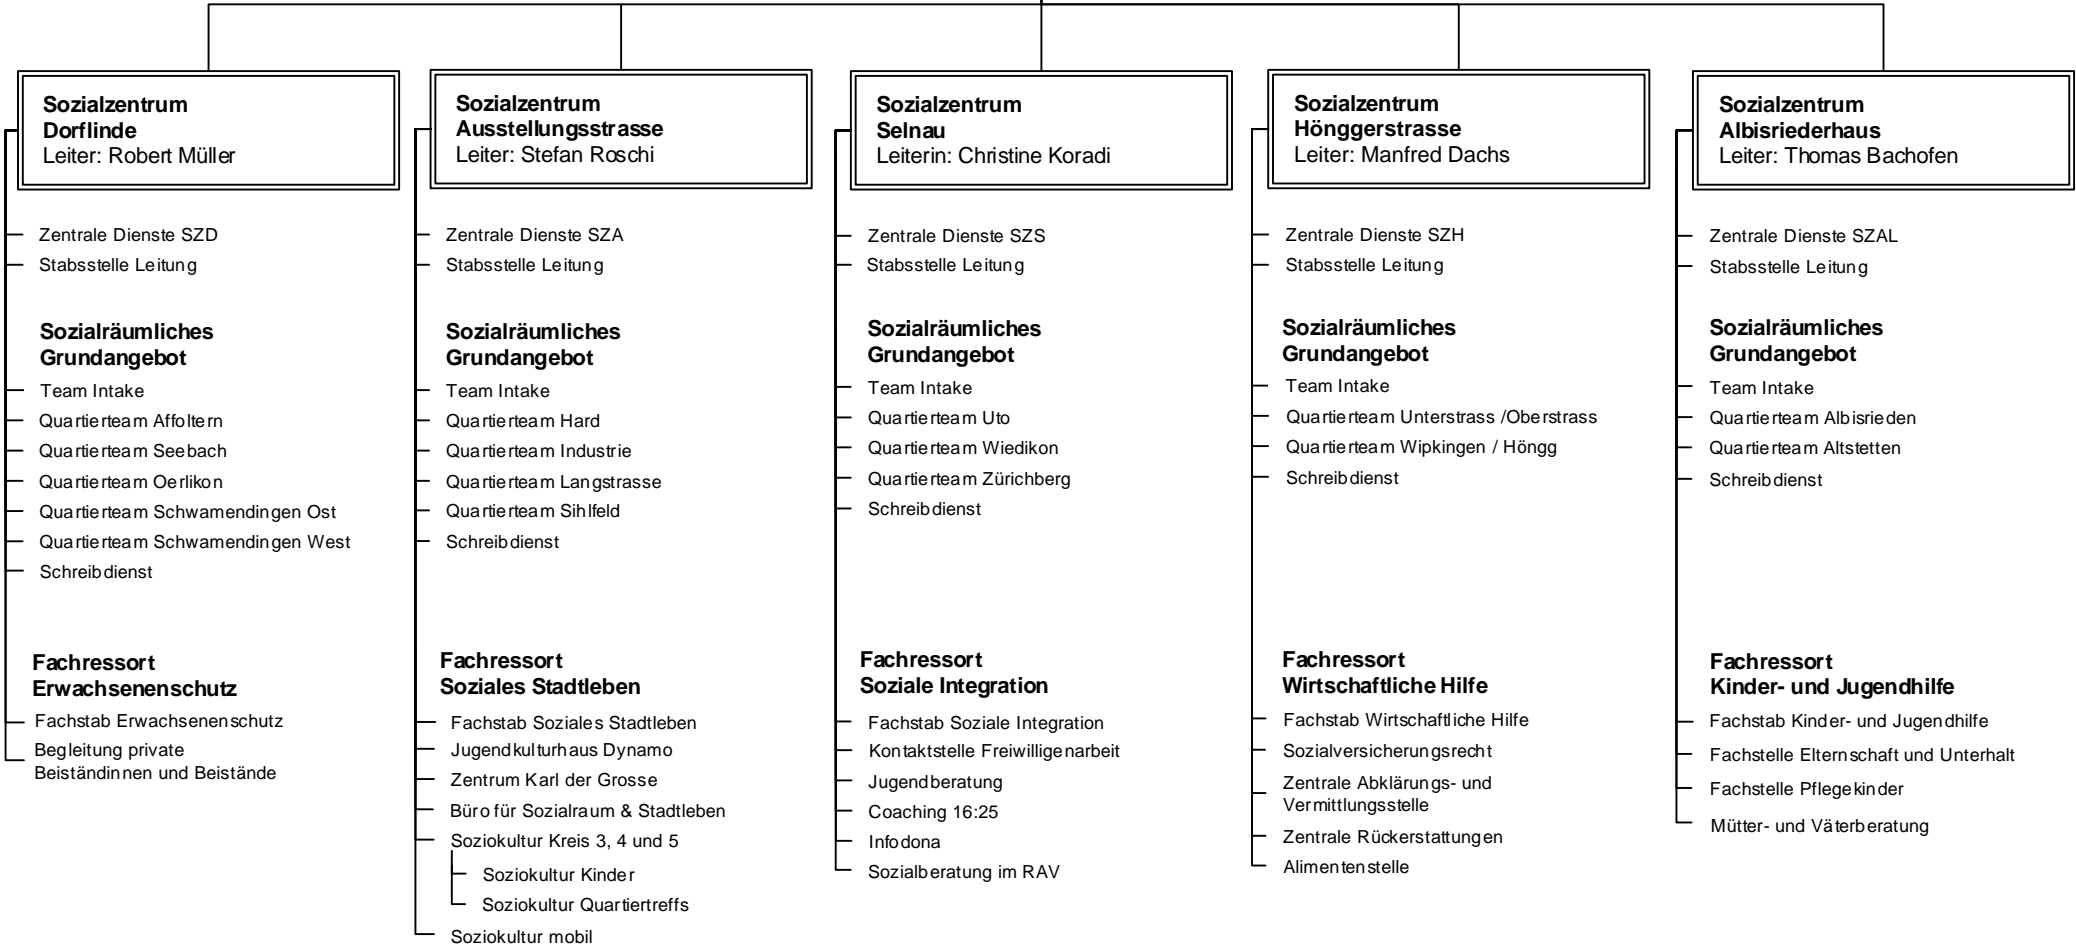 Sozialzentrum
Dorflinde
Leiter: Robert Müller
Zentrale Dienste SZD
Stabsstelle Leitung
Sozialräumliches
Grundangebot
Team Intake
Quartierteam Affoltern
Quartierteam Seebach
Quartierteam Oerlikon
Quartierteam Schwamendingen Ost
Quartierteam Schwamendingen West
Schreibdienst
Fachressort
Erwachsenenschutz
Fachstab Erwachsenenschutz
Begleitung private
Beiständinnen und Beistände
Sozialzentrum
Ausstellungsstrasse
Leiter: Stefan Roschi
Zentrale Dienste SZA
Stabsstelle Leitung
Sozialräumliches
Grundangebot
Team Intake
Quartierteam Hard
Quartierteam Industrie
Quartierteam Langstrasse
Quartierteam Sihlfeld
Schreibdienst
Fachressort
Soziales Stadtleben
Fachstab Soziales Stadtleben
Jugendkulturhaus Dynamo
Zentrum Karl der Grosse
Büro für Sozialraum & Stadtleben
Soziokultur Kreis 3, 4 und 5
Soziokultur Kinder
Soziokultur Quartiertreffs
Soziokultur mobil
Sozialzentrum
Selnau
Leiterin: Christine Koradi
Zentrale Dienste SZS
Stabsstelle Leitung
Sozialräumliches
Grundangebot
Team Intake
Quartierteam Uto
Quartierteam Wiedikon
Quartierteam Zürichberg
Schreibdienst
Fachressort
Soziale Integration
Fachstab Soziale Integration
Kontaktstelle Freiwilligenarbeit
Jugendberatung
Coaching 16:25
Infodona
Sozialberatung im RAV
Sozialzentrum
Hönggerstrasse
Leiter: Manfred Dachs
Zentrale Dienste SZH
Stabsstelle Leitung
Sozialräumliches
Grundangebot
Team Intake
Quartierteam Unterstrass /Oberstrass
Quartierteam Wipkingen / Höngg
Schreibdienst
Fachressort
Wirtschaftliche Hilfe
Fachstab Wirtschaftliche Hilfe
Sozialversicherungsrecht
Zentrale Abklärungs- und
Vermittlungsstelle
Zentrale Rückerstattungen
Alimentenstelle
Sozialzentrum
Albisriederhaus
Leiter: Thomas Bachofen
Zentrale Dienste SZAL
Stabsstelle Leitung
Sozialräumliches
Grundangebot
Team Intake
Quartierteam Albisrieden
Quartierteam Altstetten
Schreibdienst
Fachressort
Kinder- und Jugendhilfe
Fachstab Kinder- und Jugendhilfe
Fachstelle Elternschaft und Unterhalt
Fachstelle Pflegekinder
Mütter- und Väterberatung